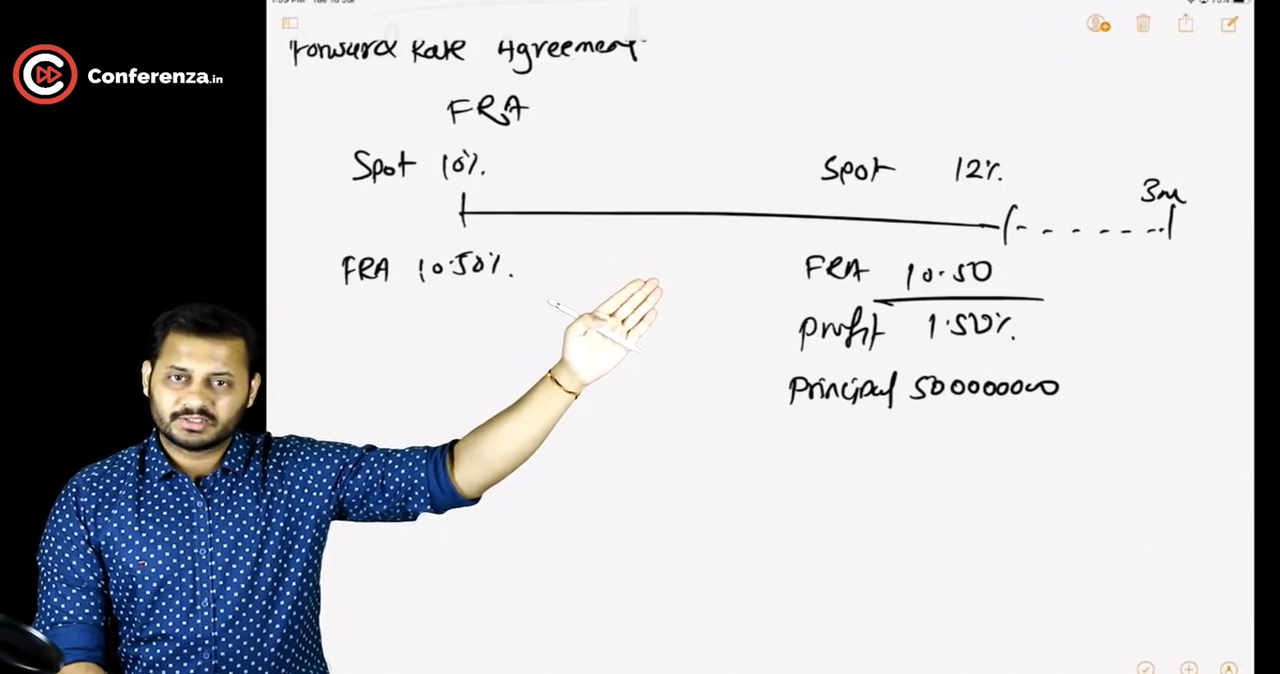 Conferenza.in
Forward Rate Agreement
FRA
Spot 10%.
Spot 12%.
3m
FRA 10.50%.
FRA 10.50
Profit 1.50%.
Principal